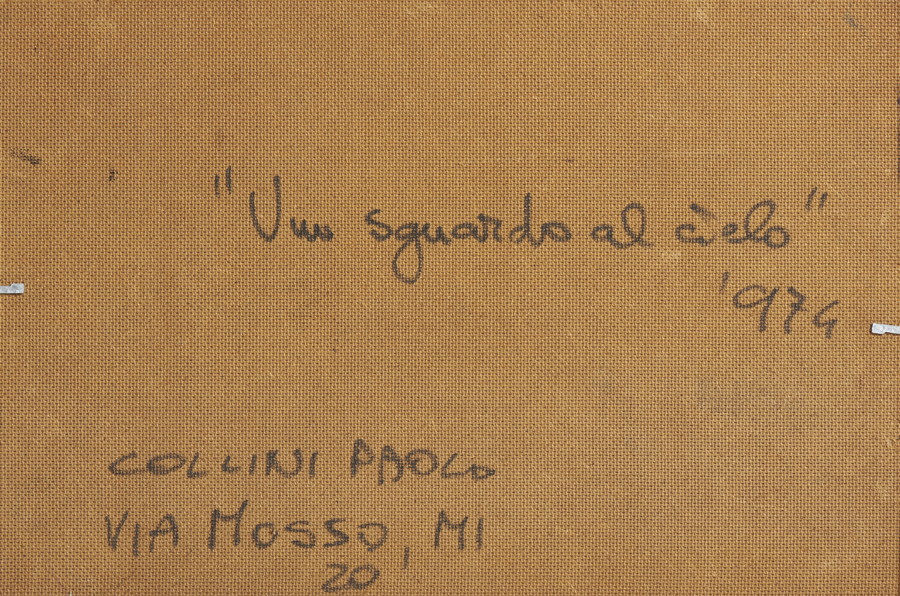 "Uno sguardo al cielo"
'974
COLLINI PAOLO
VIA MOSSO, MI
20